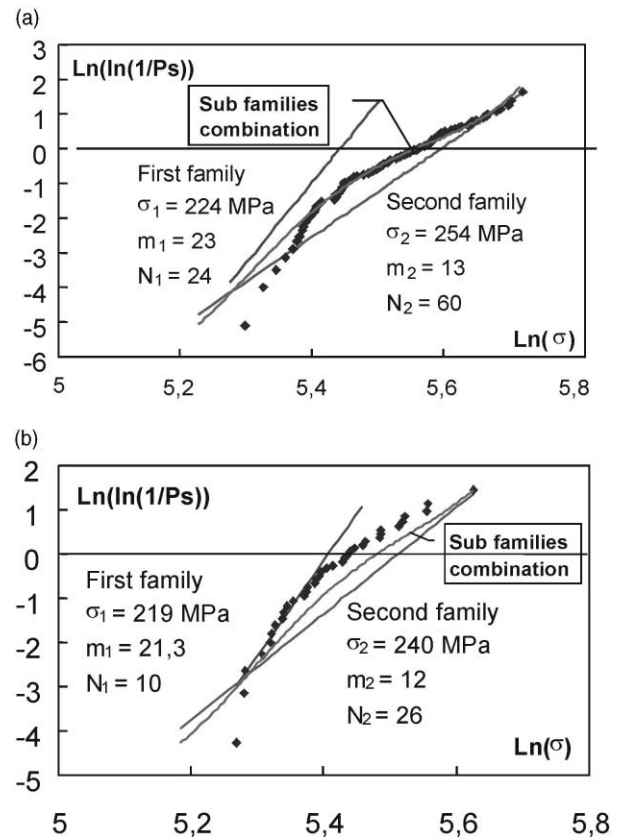 (a)
Ln(ln(1/Ps))
3
2
1
0
-1
-2
-3
-4
-5
-6
Sub families
combination
First family
σ1 = 224 MPa
m1 = 23
N1 = 24
Second family
σ2 = 254 MPa
m2 = 13
N2 = 60
Ln(σ)
5 5,2 5,4 5,6 5,8
(b)
Ln(ln(1/Ps))
2
1
0
-1
-2
-3
-4
-5
Sub families
combination
First family
σ1 = 219 MPa
m1 = 21,3
N1 = 10
Second family
σ2 = 240 MPa
m2 = 12
N2 = 26
Ln(σ)
5 5,2 5,4 5,6 5,8